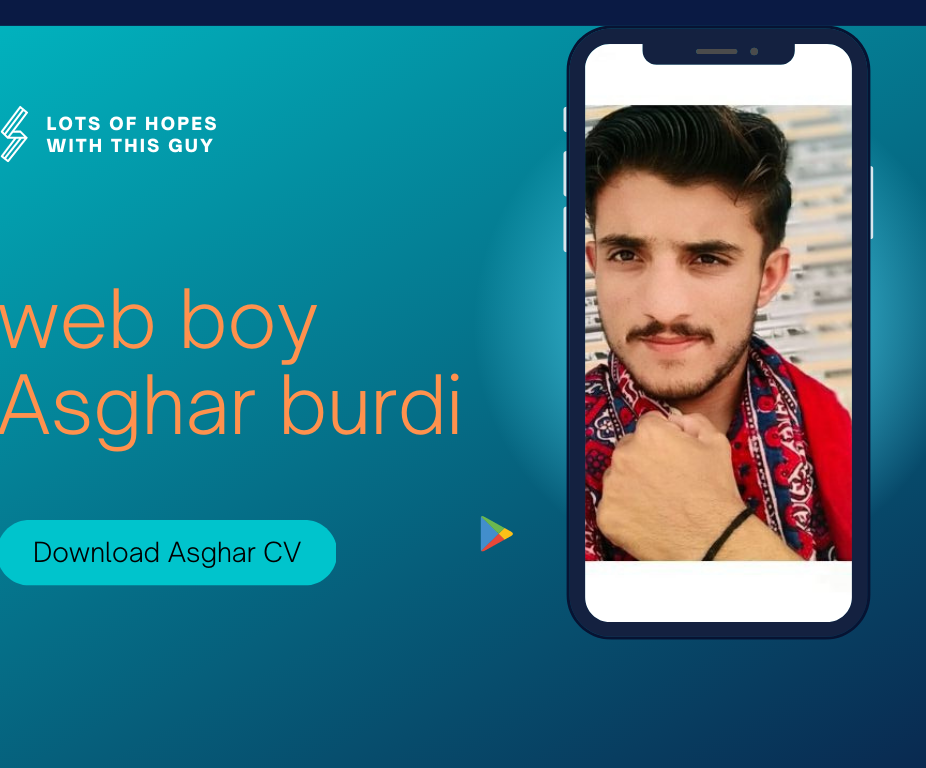 LOTS OF HOPES
WITH THIS GUY
web boy
Asghar burdi
Download Asghar CV